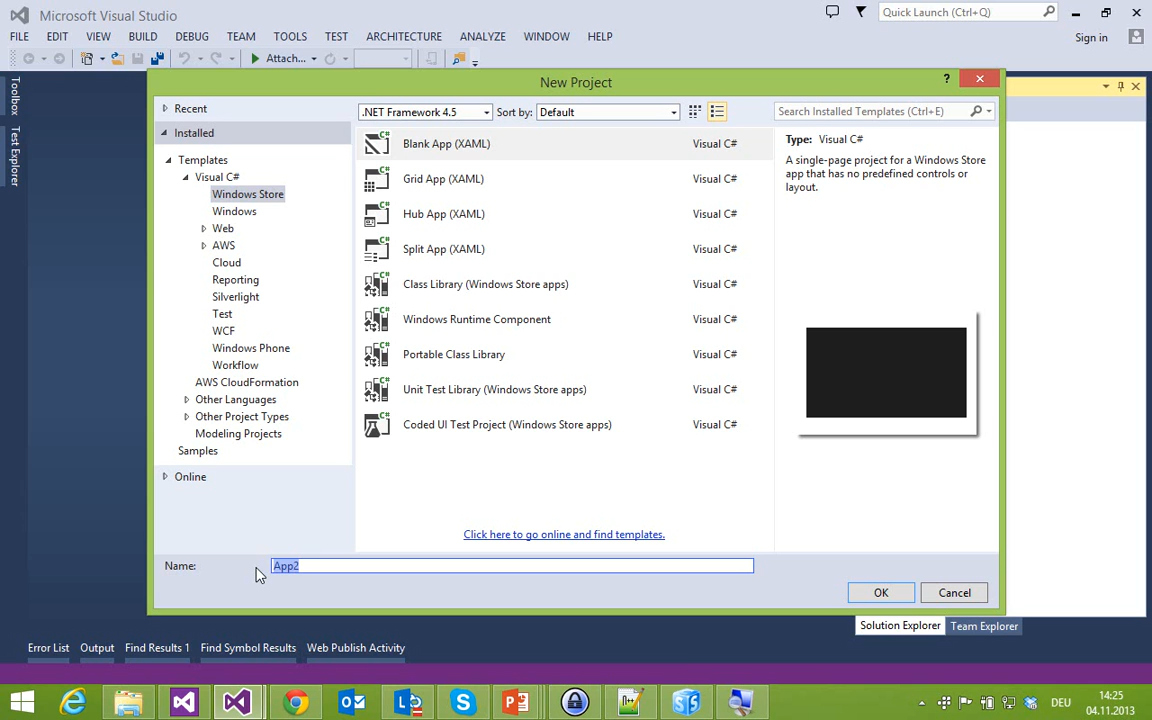 Microsoft Visual Studio
Quick Launch (Ctrl+Q)
FILE EDIT VIEW BUILD DEBUG TEAM TOOLS TEST ARCHITECTURE ANALYZE WINDOW HELP
Sign in
Attach...
Toolbox
Test Explorer
New Project
?
Recent
.NET Framework 4.5
Sort by: Default
Search Installed Templates (Ctrl+E)
Installed
Templates
Visual C#
Windows Store
Windows
Web
AWS
Cloud
Reporting
Silverlight
Test
WCF
Windows Phone
Workflow
AWS CloudFormation
Other Languages
Other Project Types
Modeling Projects
Samples
Online
Blank App (XAML) Visual C#
Grid App (XAML) Visual C#
Hub App (XAML) Visual C#
Split App (XAML) Visual C#
Class Library (Windows Store apps) Visual C#
Windows Runtime Component Visual C#
Portable Class Library Visual C#
Unit Test Library (Windows Store apps) Visual C#
Coded UI Test Project (Windows Store apps) Visual C#
Click here to go online and find templates.
Type: Visual C#
A single-page project for a Windows Store
app that has no predefined controls or
layout.
Name: App2
OK Cancel
Solution Explorer Team Explorer
Error List Output Find Results 1 Find Symbol Results Web Publish Activity
DEU
14:25
04.11.2013